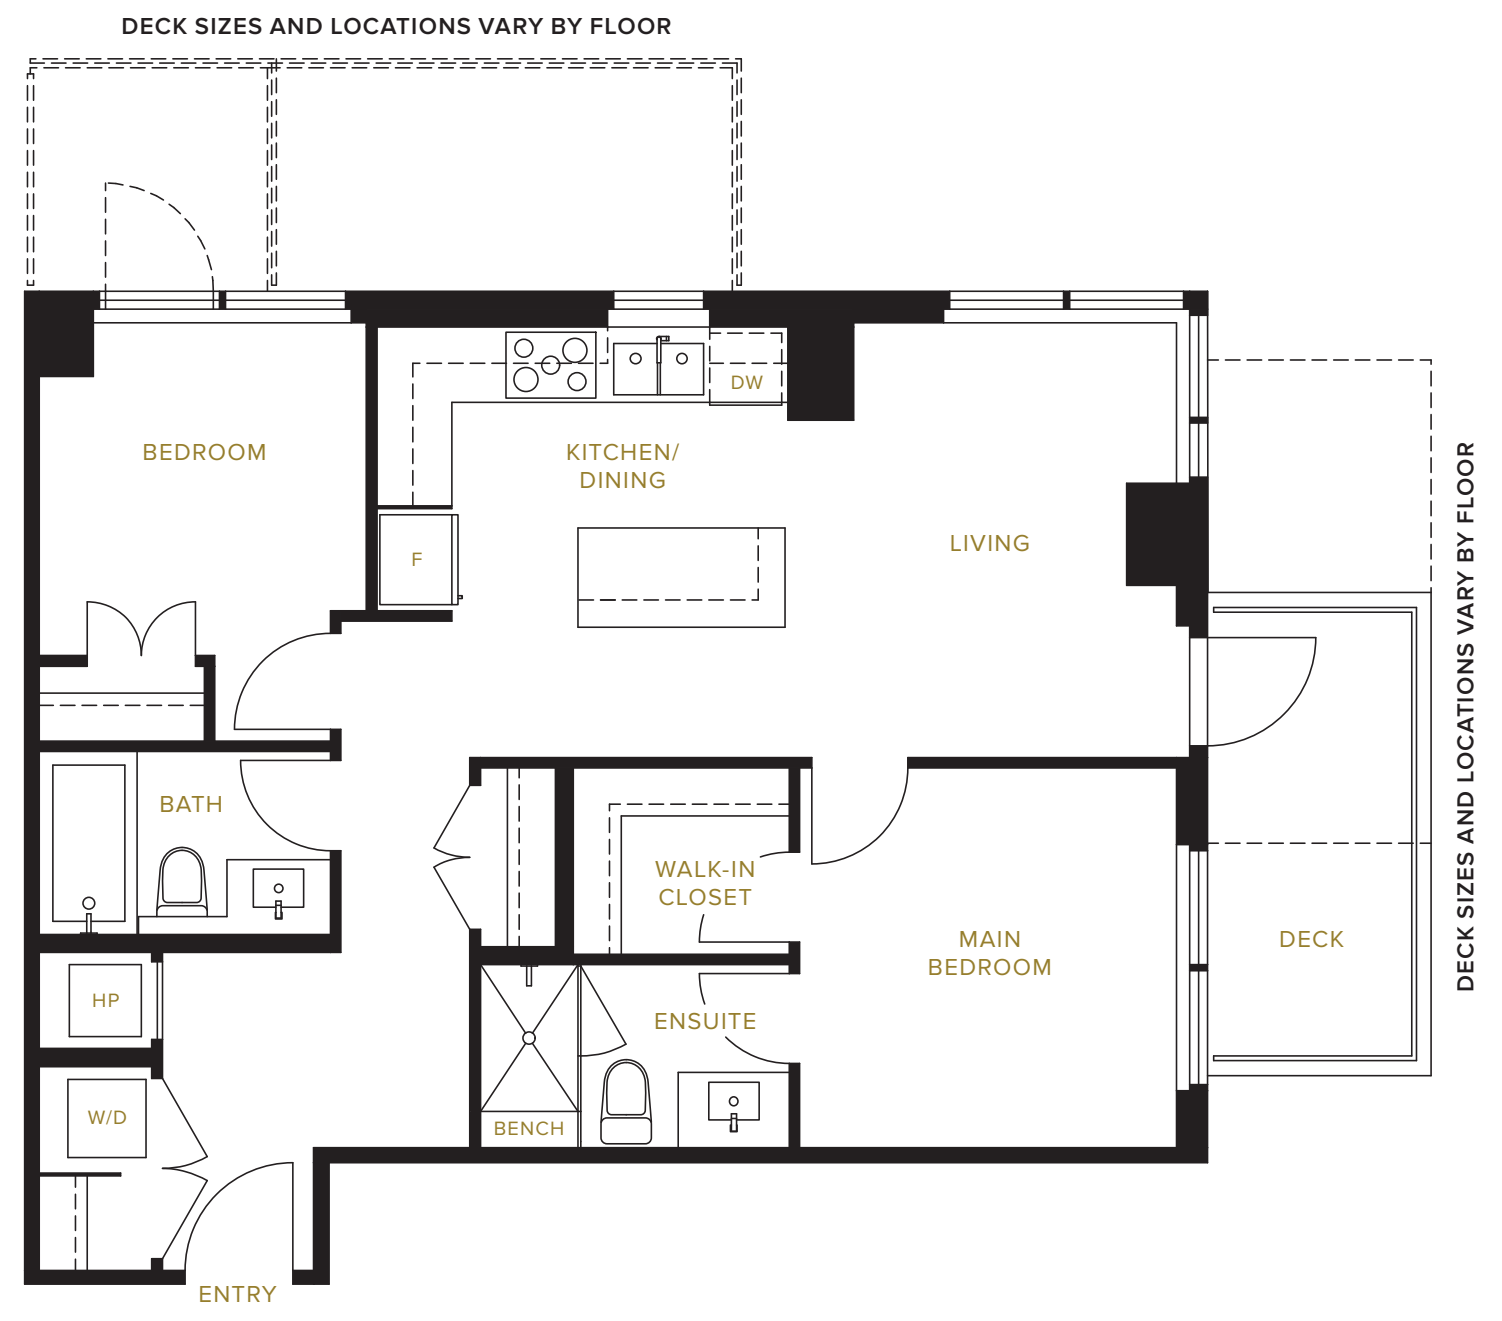 DECK SIZES AND LOCATIONS VARY BY FLOOR
DW
BEDROOM
KITCHEN/
DINING
LIVING
F
DECK SIZES AND LOCATIONS VARY BY FLOOR
BATH
WALK-IN
CLOSET
MAIN
BEDROOM
DECK
HP
ENSUITE
W/D
BENCH
ENTRY